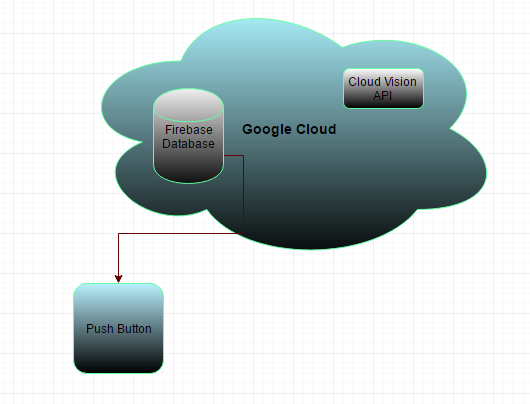 Cloud Vision
API
Firebase
Database
Google Cloud
Push Button